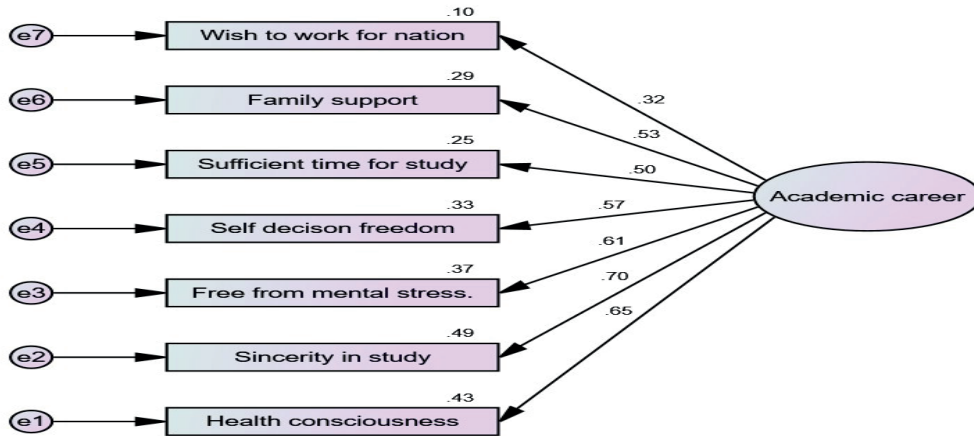 .10
e7 Wish to work for nation
.32
.29
e6 Family support
.53
.25
e5 Sufficient time for study
.50
Academic career
.33
e4 Self decison freedom
.57
.61
.37
e3 Free from mental stress.
.70
.65
.49
e2 Sincerity in study
.43
e1 Health consciousness